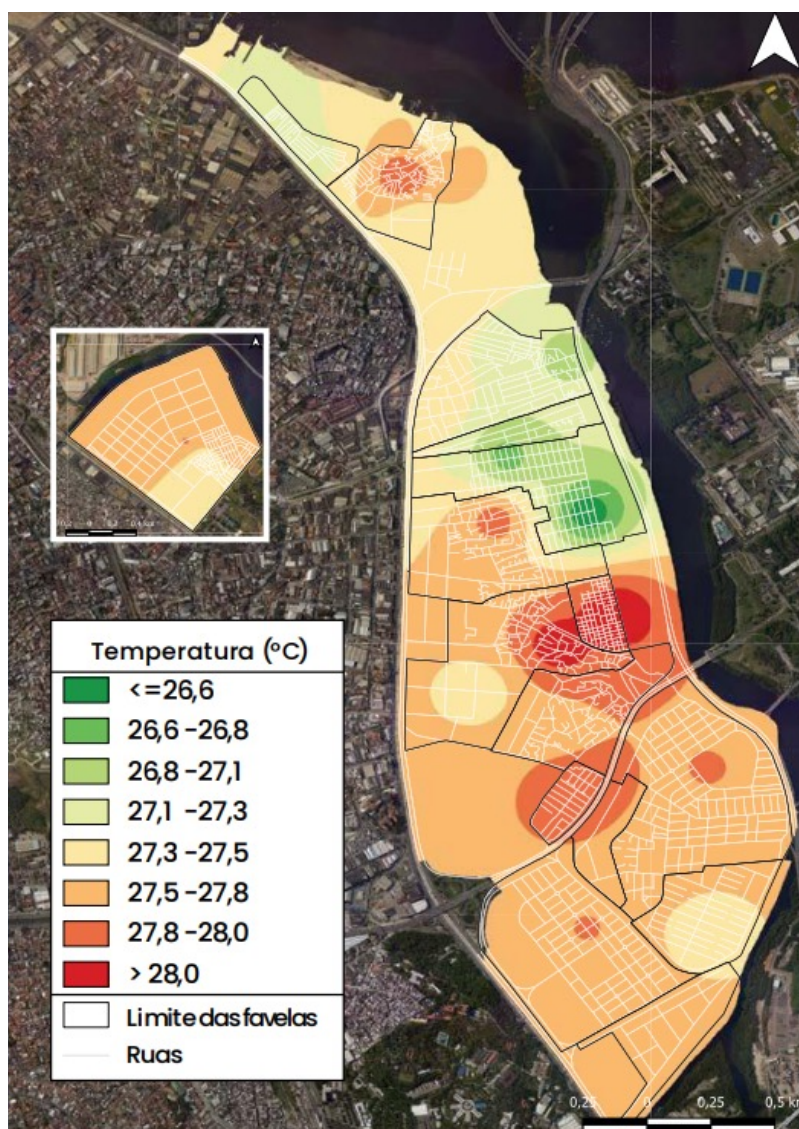 Temperatura (ºC)
<=26,6
26,6 -26,8
26,8 -27,1
27,1 -27,3
27,3 -27,5
27,5 -27,8
27,8 -28,0
> 28,0
Limite das favelas
Ruas
0,25 0 0,25 0,5 km